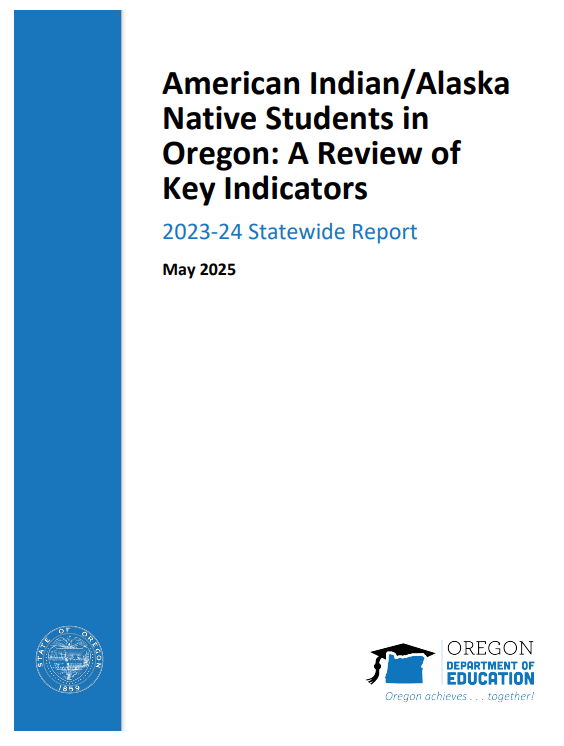 American Indian/Alaska
Native Students in
Oregon: A Review of
Key Indicators
2023-24 Statewide Report
May 2025
STATE OF OREGON
1859
OREGON
DEPARTMENT OF
EDUCATION
Oregon achieves . . . together!